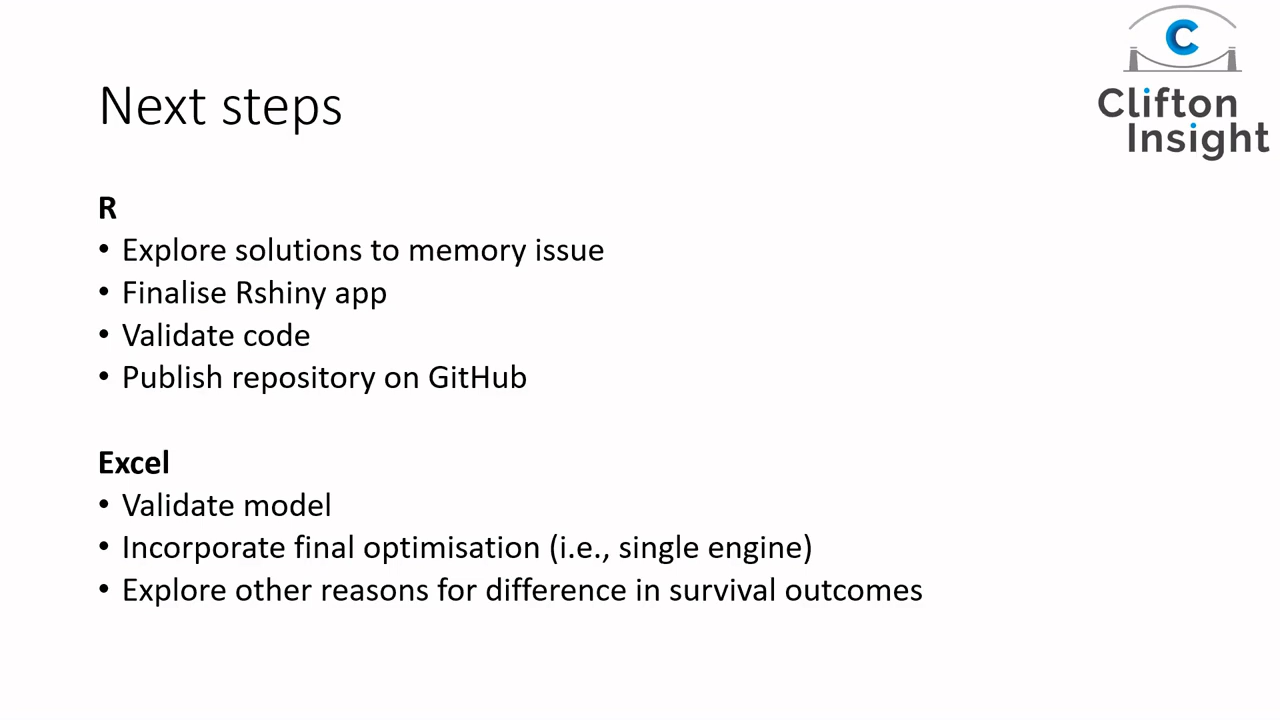 C
Clifton
Insight
Next steps
R
• Explore solutions to memory issue
• Finalise Rshiny app
• Validate code
• Publish repository on GitHub
Excel
• Validate model
• Incorporate final optimisation (i.e., single engine)
• Explore other reasons for difference in survival outcomes